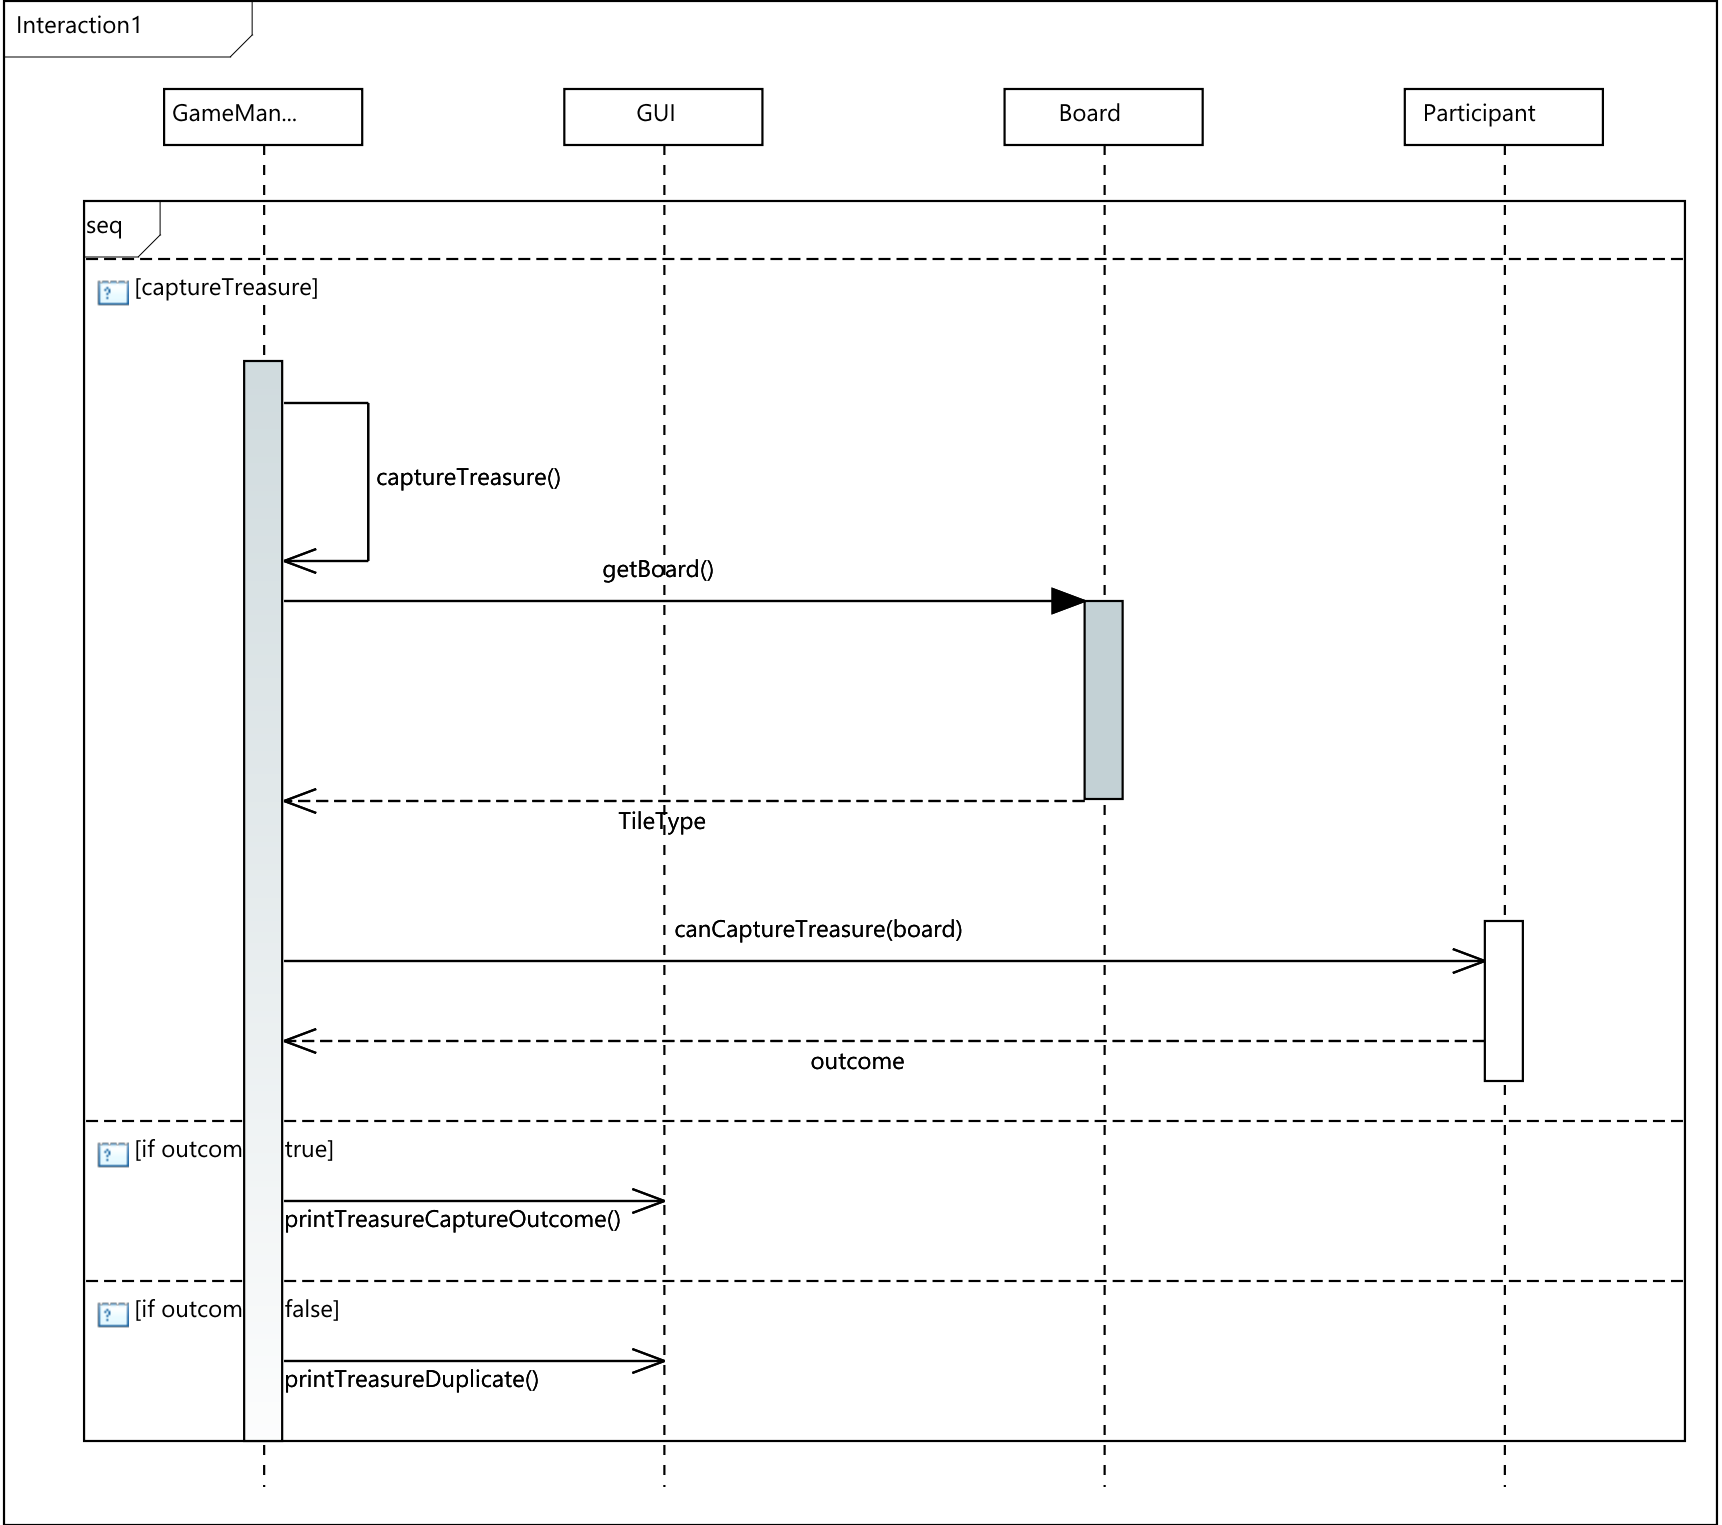 Interaction1
GameMan...
GUI
Board
Participant
seq
? [captureTreasure]
captureTreasure()
getBoard()
TileType
canCaptureTreasure(board)
outcome
? [if outcom true]
printTreasureCaptureOutcome()
? [if outcom false]
printTreasureDuplicate()